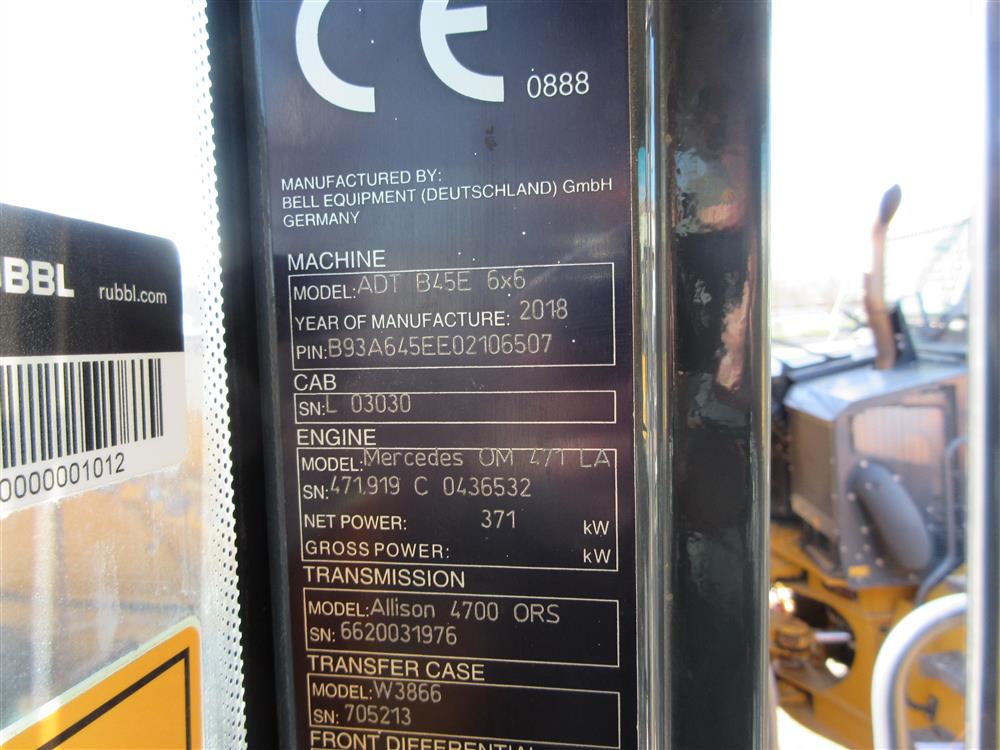 CE
0888
MANUFACTURED BY:
BELL EQUIPMENT (DEUTSCHLAND) GmbH
GERMANY
MACHINE
MODEL: ADT B45E 6x6
YEAR OF MANUFACTURE: 2018
PIN: B93A645EE02106507
CAB
SN: L 03030
ENGINE
MODEL: Mercedes OM 471 LA
SN: 471.919 C 0436532
NET POWER: 371 kW
GROSS POWER: kW
TRANSMISSION
MODEL: Allison 4700 ORS
SN: 6620031976
TRANSFER CASE
MODEL: W3866
SN: 705213
FRONT DIFFERENTIAL
BBL rubbl.com
0000001012